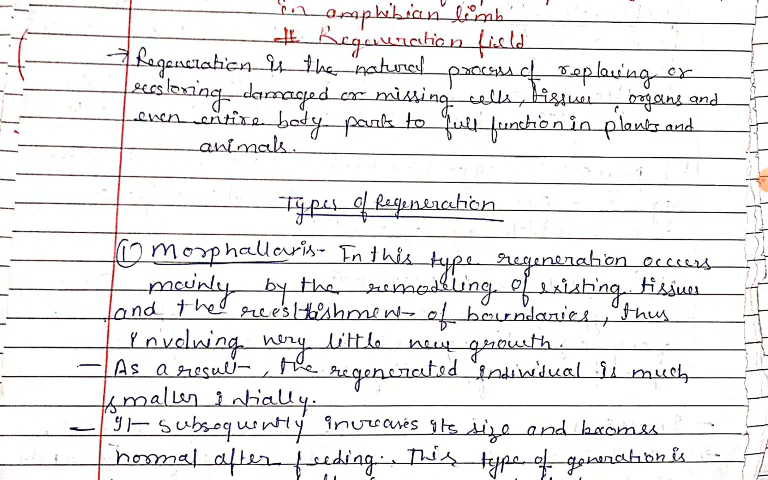 in amphibian limb
# Regeneration field
→ Regeneration is the natural process of replacing or
restoring damaged or missing cells, tissues organs and
even entire body parts to full function in plants and
animals.
Types of Regeneration
① Morphallaxis - In this type regeneration occurs
mainly by the remodeling of existing tissues
and the reestlishment of boundaries, thus
involving very little new growth.
— As a result, the regenerated individual is much
smaller intially.
— It subsequently increases its size and becomes
normal after feeding. This type of generation is